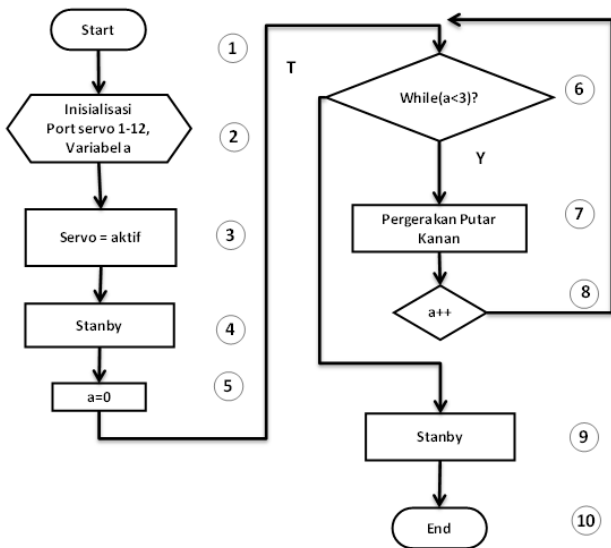 Start
1
Inisialisasi
Port servo 1-12,
Variabel a
2
Servo = aktif
3
Stanby
4
a=0
5
T
While(a<3)?
6
Y
Pergerakan Putar
Kanan
7
a++
8
Stanby
9
End
10